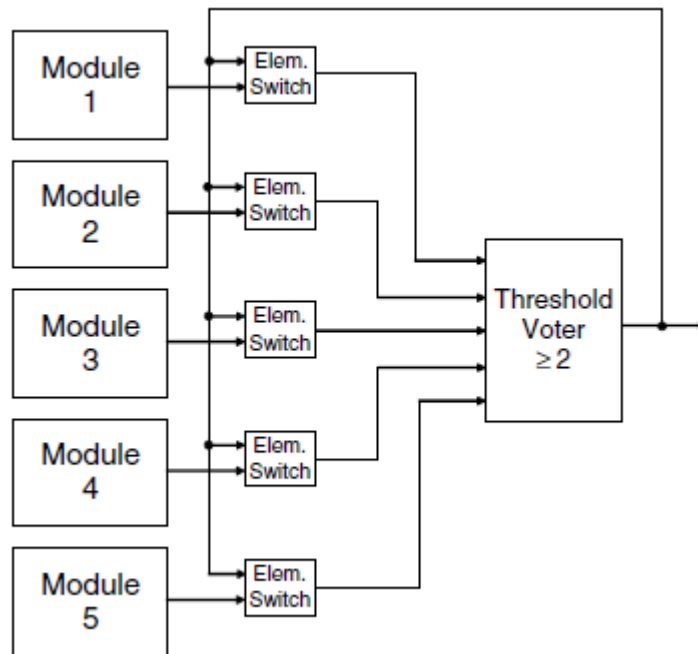 Module
1
Elem.
Switch
Module
2
Elem.
Switch
Module
3
Elem.
Switch
Threshold
Voter
≥ 2
Module
4
Elem.
Switch
Module
5
Elem.
Switch